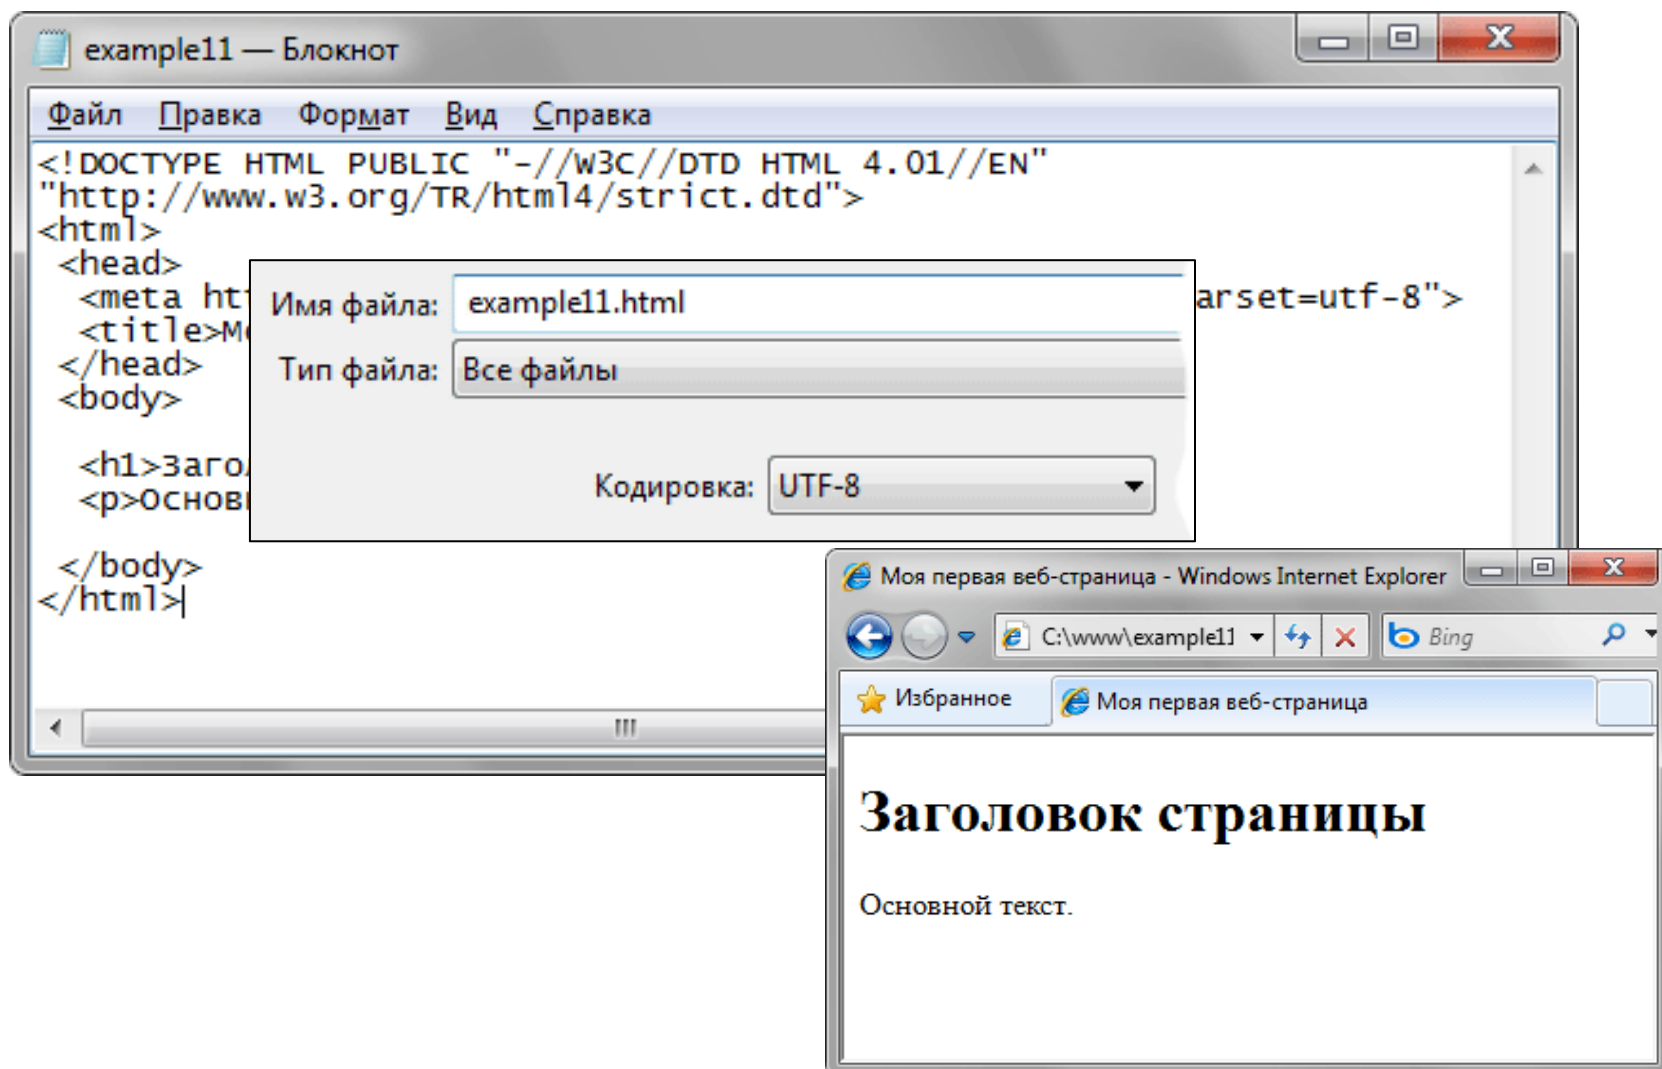 example11 — Блокнот
Файл Правка Формат Вид Справка
<!DOCTYPE HTML PUBLIC "-//W3C//DTD HTML 4.01//EN"
"http://www.w3.org/TR/html4/strict.dtd">
<html>
<head>
<meta
arset=utf-8">
<title>
</head>
<body>
<h1>
<p>
</body>
</html>
Имя файла: example11.html
Тип файла: Все файлы
Кодировка: UTF-8
Моя первая веб-страница - Windows Internet Explorer
C:\www\example11
Bing
Избранное
Моя первая веб-страница
Заголовок страницы
Основной текст.